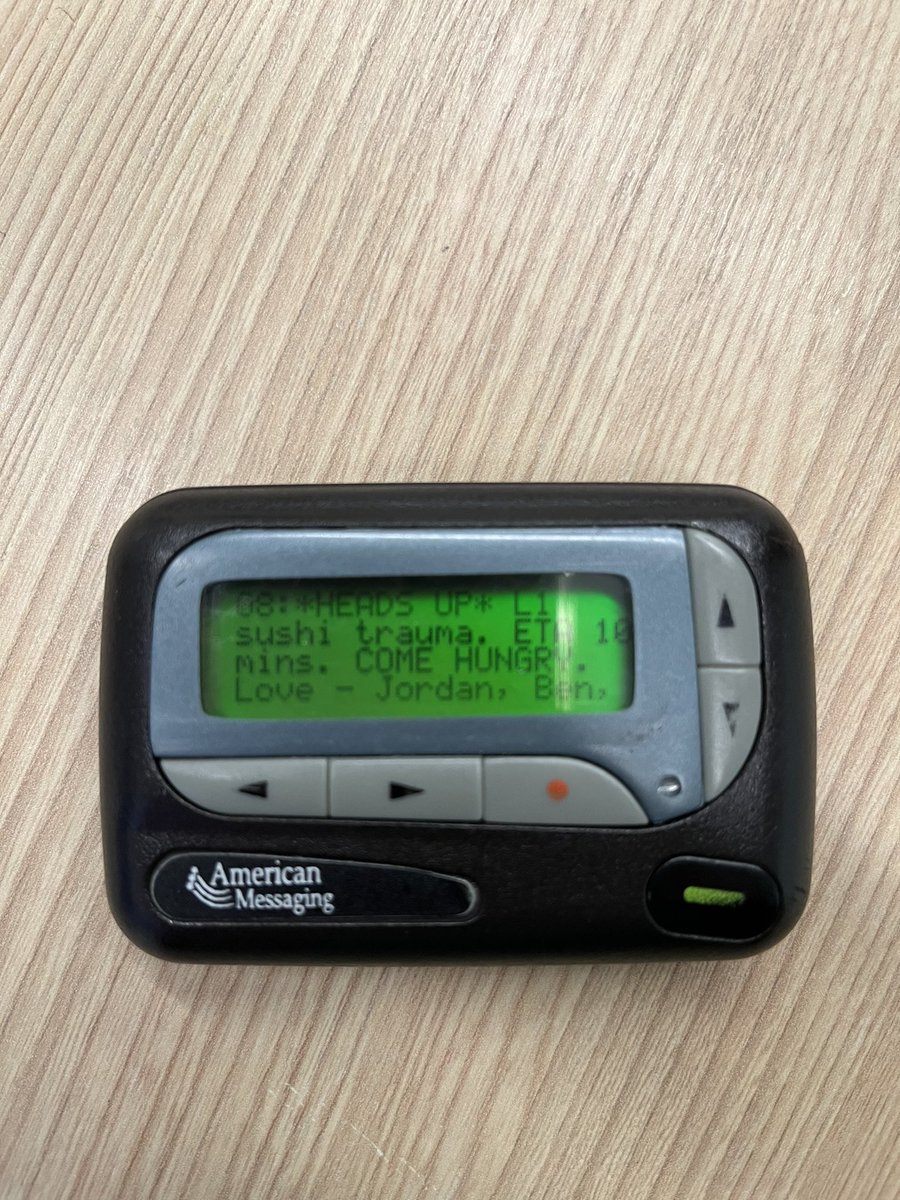 08:*HEADS UP* L1
sushi trauma. ETA 10
mins. COME HUNGRY.
Love - Jordan, Ben,
American
Messaging